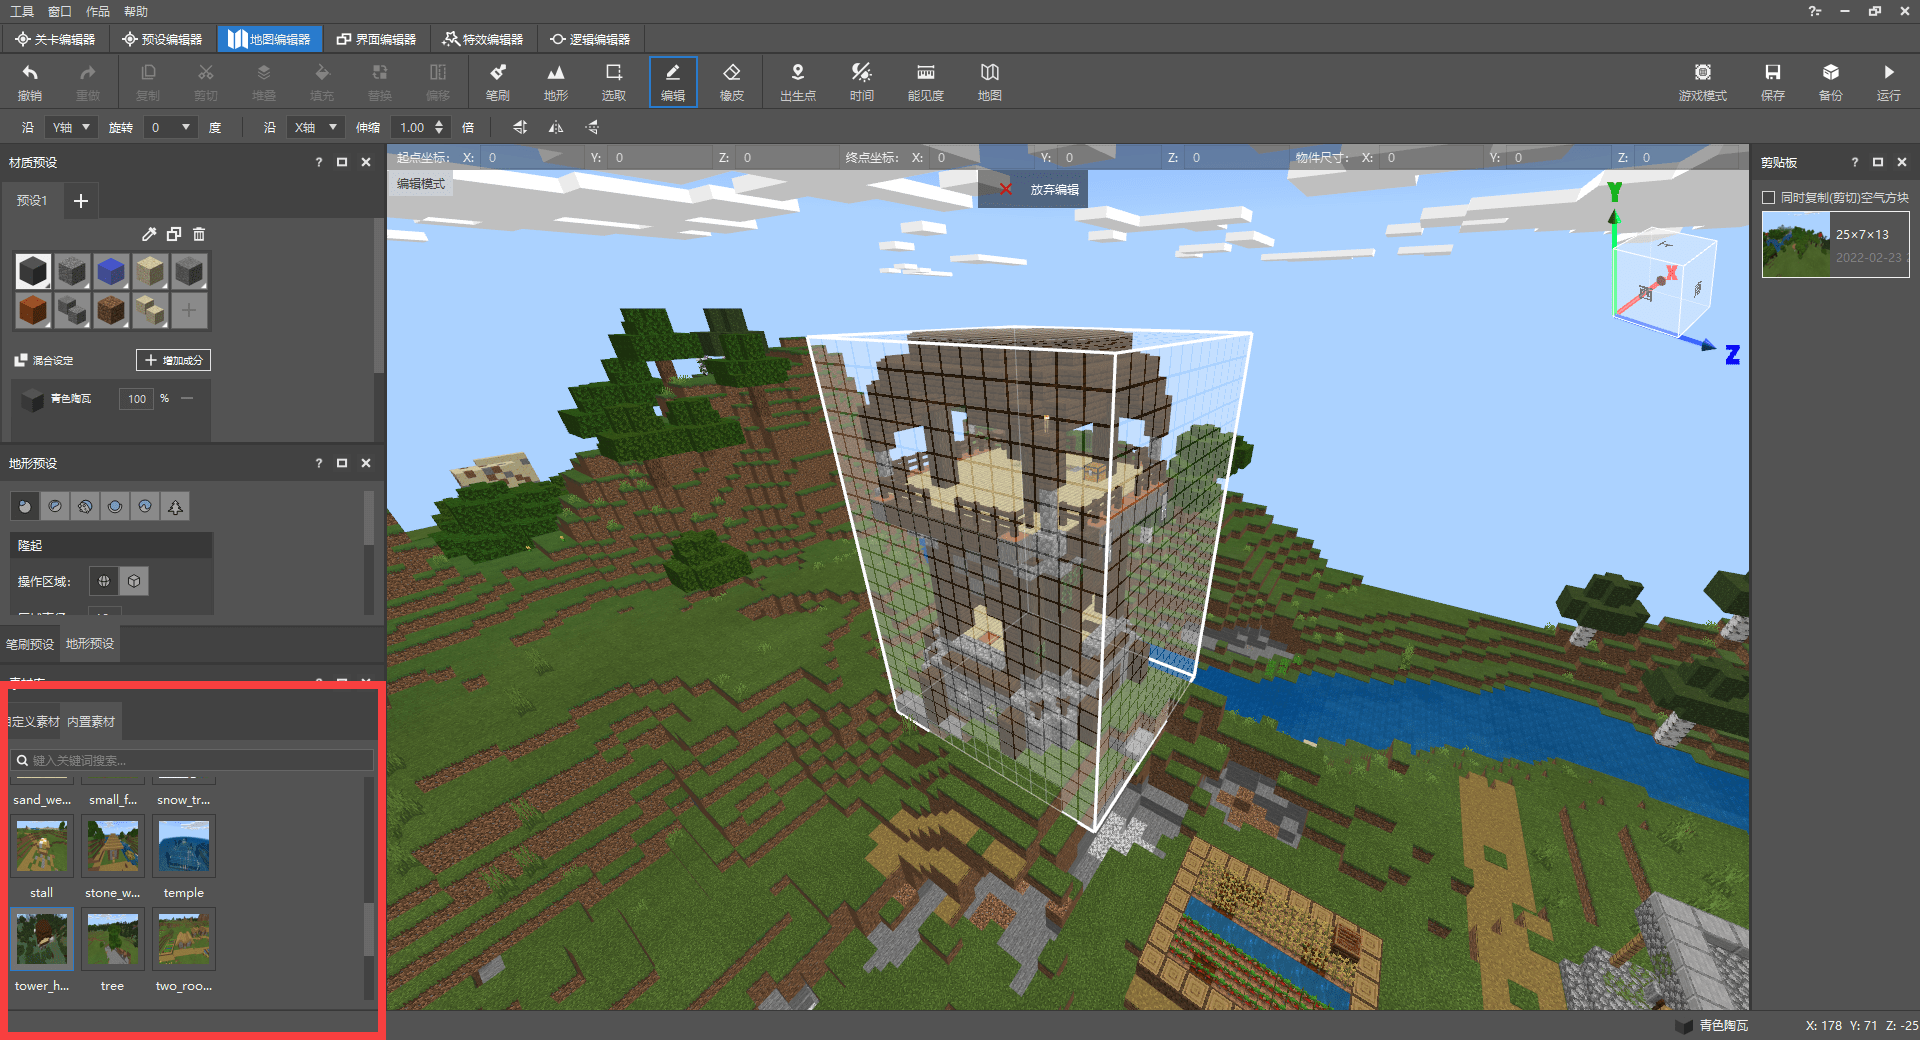 工具 窗口 作品 帮助
关卡编辑器 预设编辑器 地图编辑器 界面编辑器 特效编辑器 逻辑编辑器
撤销 重做 复制 剪切 堆叠 填充 替换 偏移 笔刷 地形 选取 编辑 橡皮 出生点 时间 能见度 地图 游戏模式 保存 备份 运行
沿 Y轴 旋转 0 度 沿 X轴 伸缩 1.00 倍
材质预设 ?
预设1
混合设定 增加成分
青色陶瓦 100 %
地形预设 ?
隆起
操作区域:
笔刷预设 地形预设
自定义素材 内置素材
键入关键词搜索...
sand_we... small_f... snow_tr...
stall stone_w... temple
tower_h... tree two_roo...
起点坐标: X: 0 Y: 0 Z: 0 终点坐标: X: 0 Y: 0 Z: 0 物件尺寸: X: 0 Y: 0 Z: 0
编辑模式
放弃编辑
Y
X
Z
剪贴板 ?
同时复制(剪切)空气方块
25×7×13
2022-02-23
青色陶瓦 X: 178 Y: 71 Z: -25